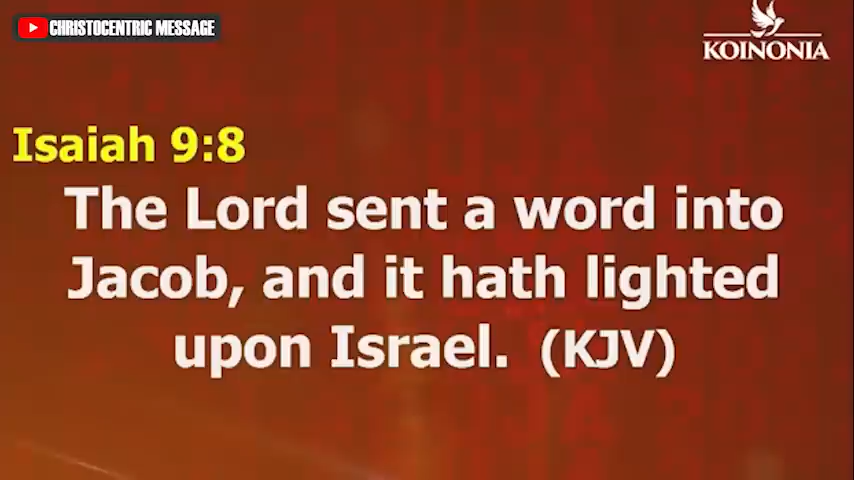 CHRISTOCENTRIC MESSAGE
KOINONIA
Isaiah 9:8
The Lord sent a word into
Jacob, and it hath lighted
upon Israel. (KJV)